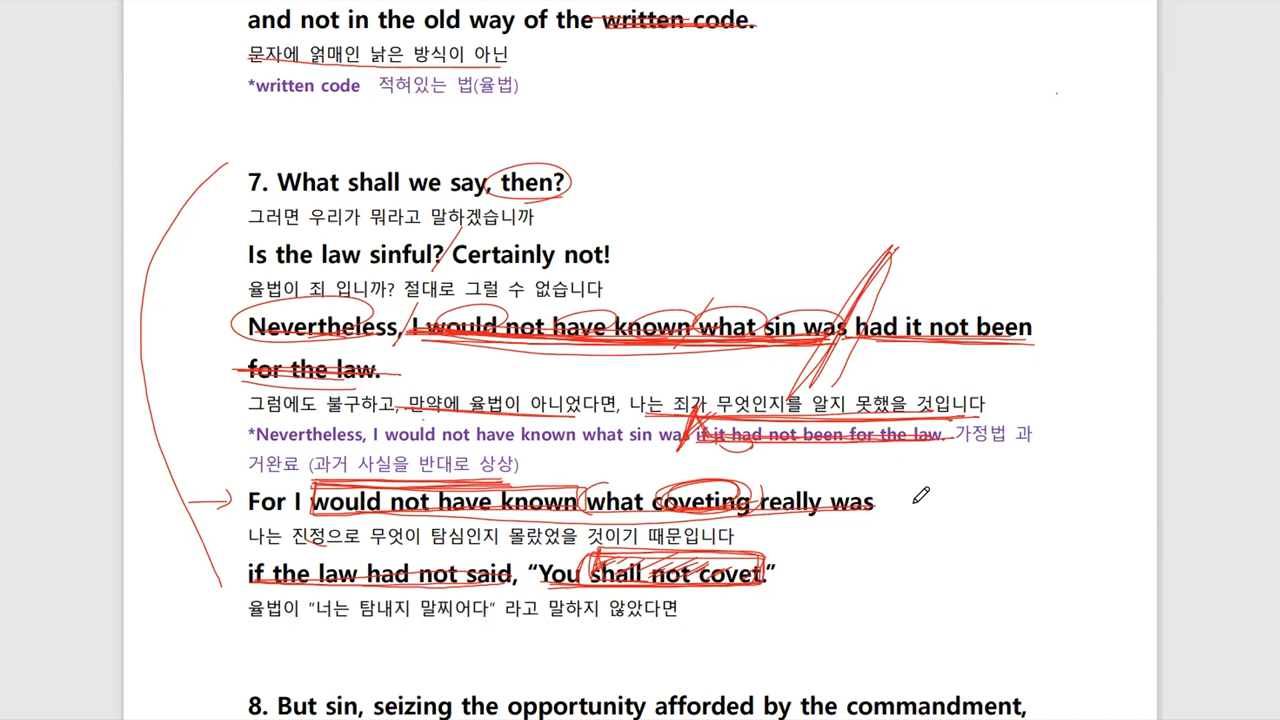 and not in the old way of the written code.
문자에 얽매인 낡은 방식이 아닌
*written code 적혀있는 법(율법)
7. What shall we say, then?
그러면 우리가 뭐라고 말하겠습니까
Is the law sinful? Certainly not!
율법이 죄 입니까? 절대로 그럴 수 없습니다
Nevertheless, I would not have known what sin was had it not been
for the law.
그럼에도 불구하고, 만약에 율법이 아니었다면, 나는 죄가 무엇인지를 알지 못했을 것입니다
*Nevertheless, I would not have known what sin was if it had not been for the law. -가정법 과
거완료 (과거 사실을 반대로 상상)
For I would not have known what coveting really was
나는 진정으로 무엇이 탐심인지 몰랐었을 것이기 때문입니다
if the law had not said, “You shall not covet.”
율법이 ”너는 탐내지 말찌어다” 라고 말하지 않았다면
8. But sin, seizing the opportunity afforded by the commandment,